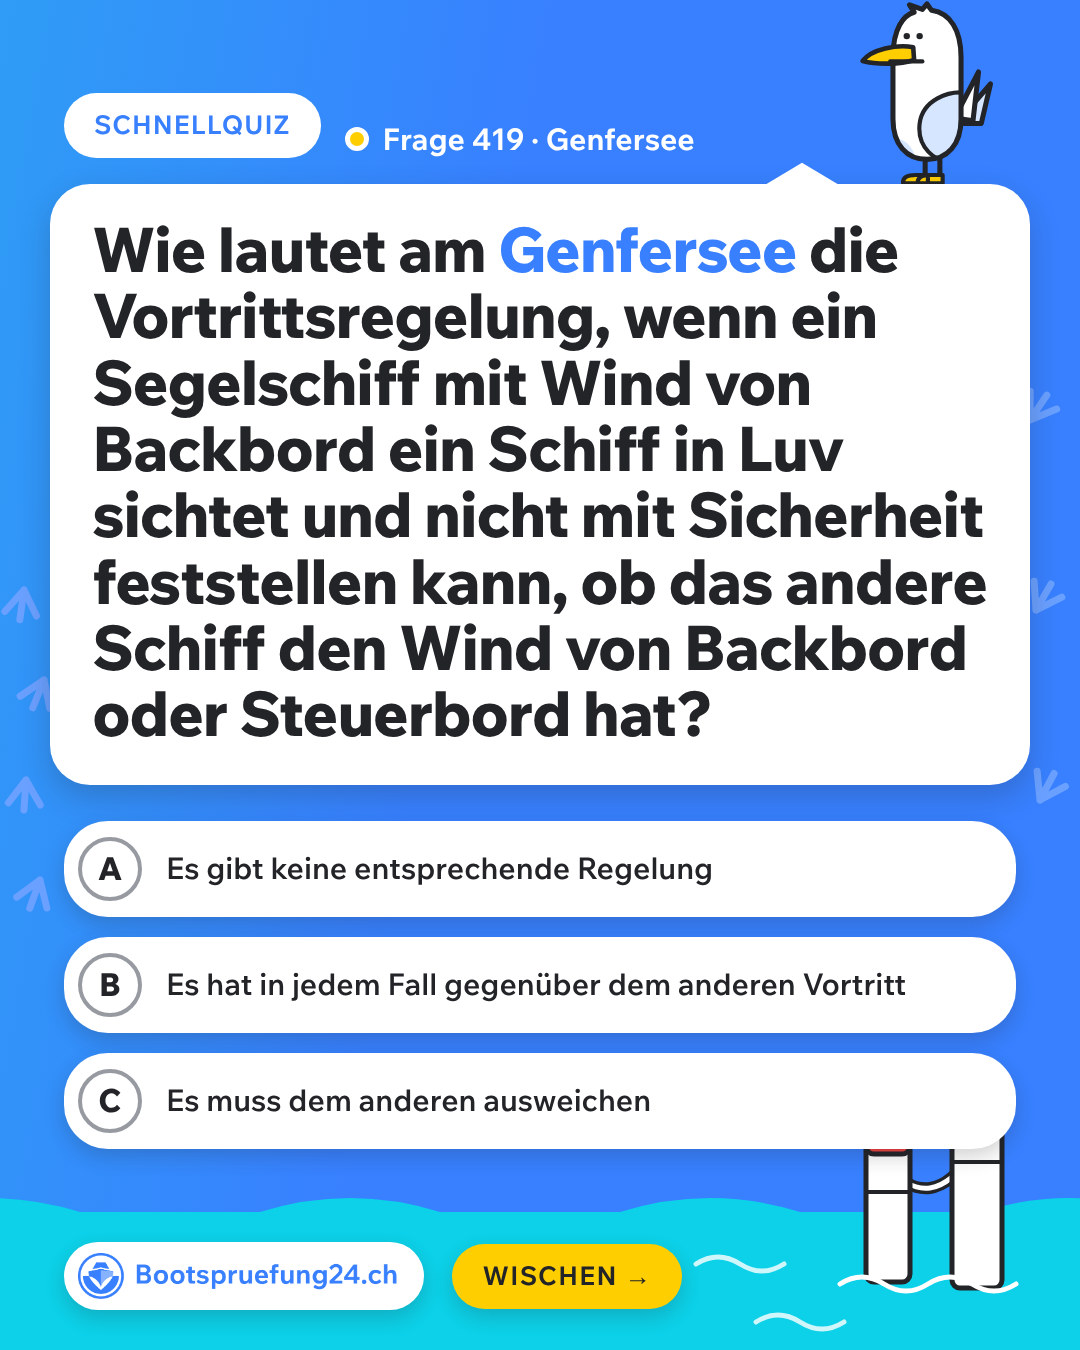 SCHNELLQUIZ
Frage 419 · Genfersee
Wie lautet am Genfersee die
Vortrittsregelung, wenn ein
Segelschiff mit Wind von
Backbord ein Schiff in Luv
sichtet und nicht mit Sicherheit
feststellen kann, ob das andere
Schiff den Wind von Backbord
oder Steuerbord hat?
A Es gibt keine entsprechende Regelung
B Es hat in jedem Fall gegenüber dem anderen Vortritt
C Es muss dem anderen ausweichen
Bootspruefung24.ch
WISCHEN →